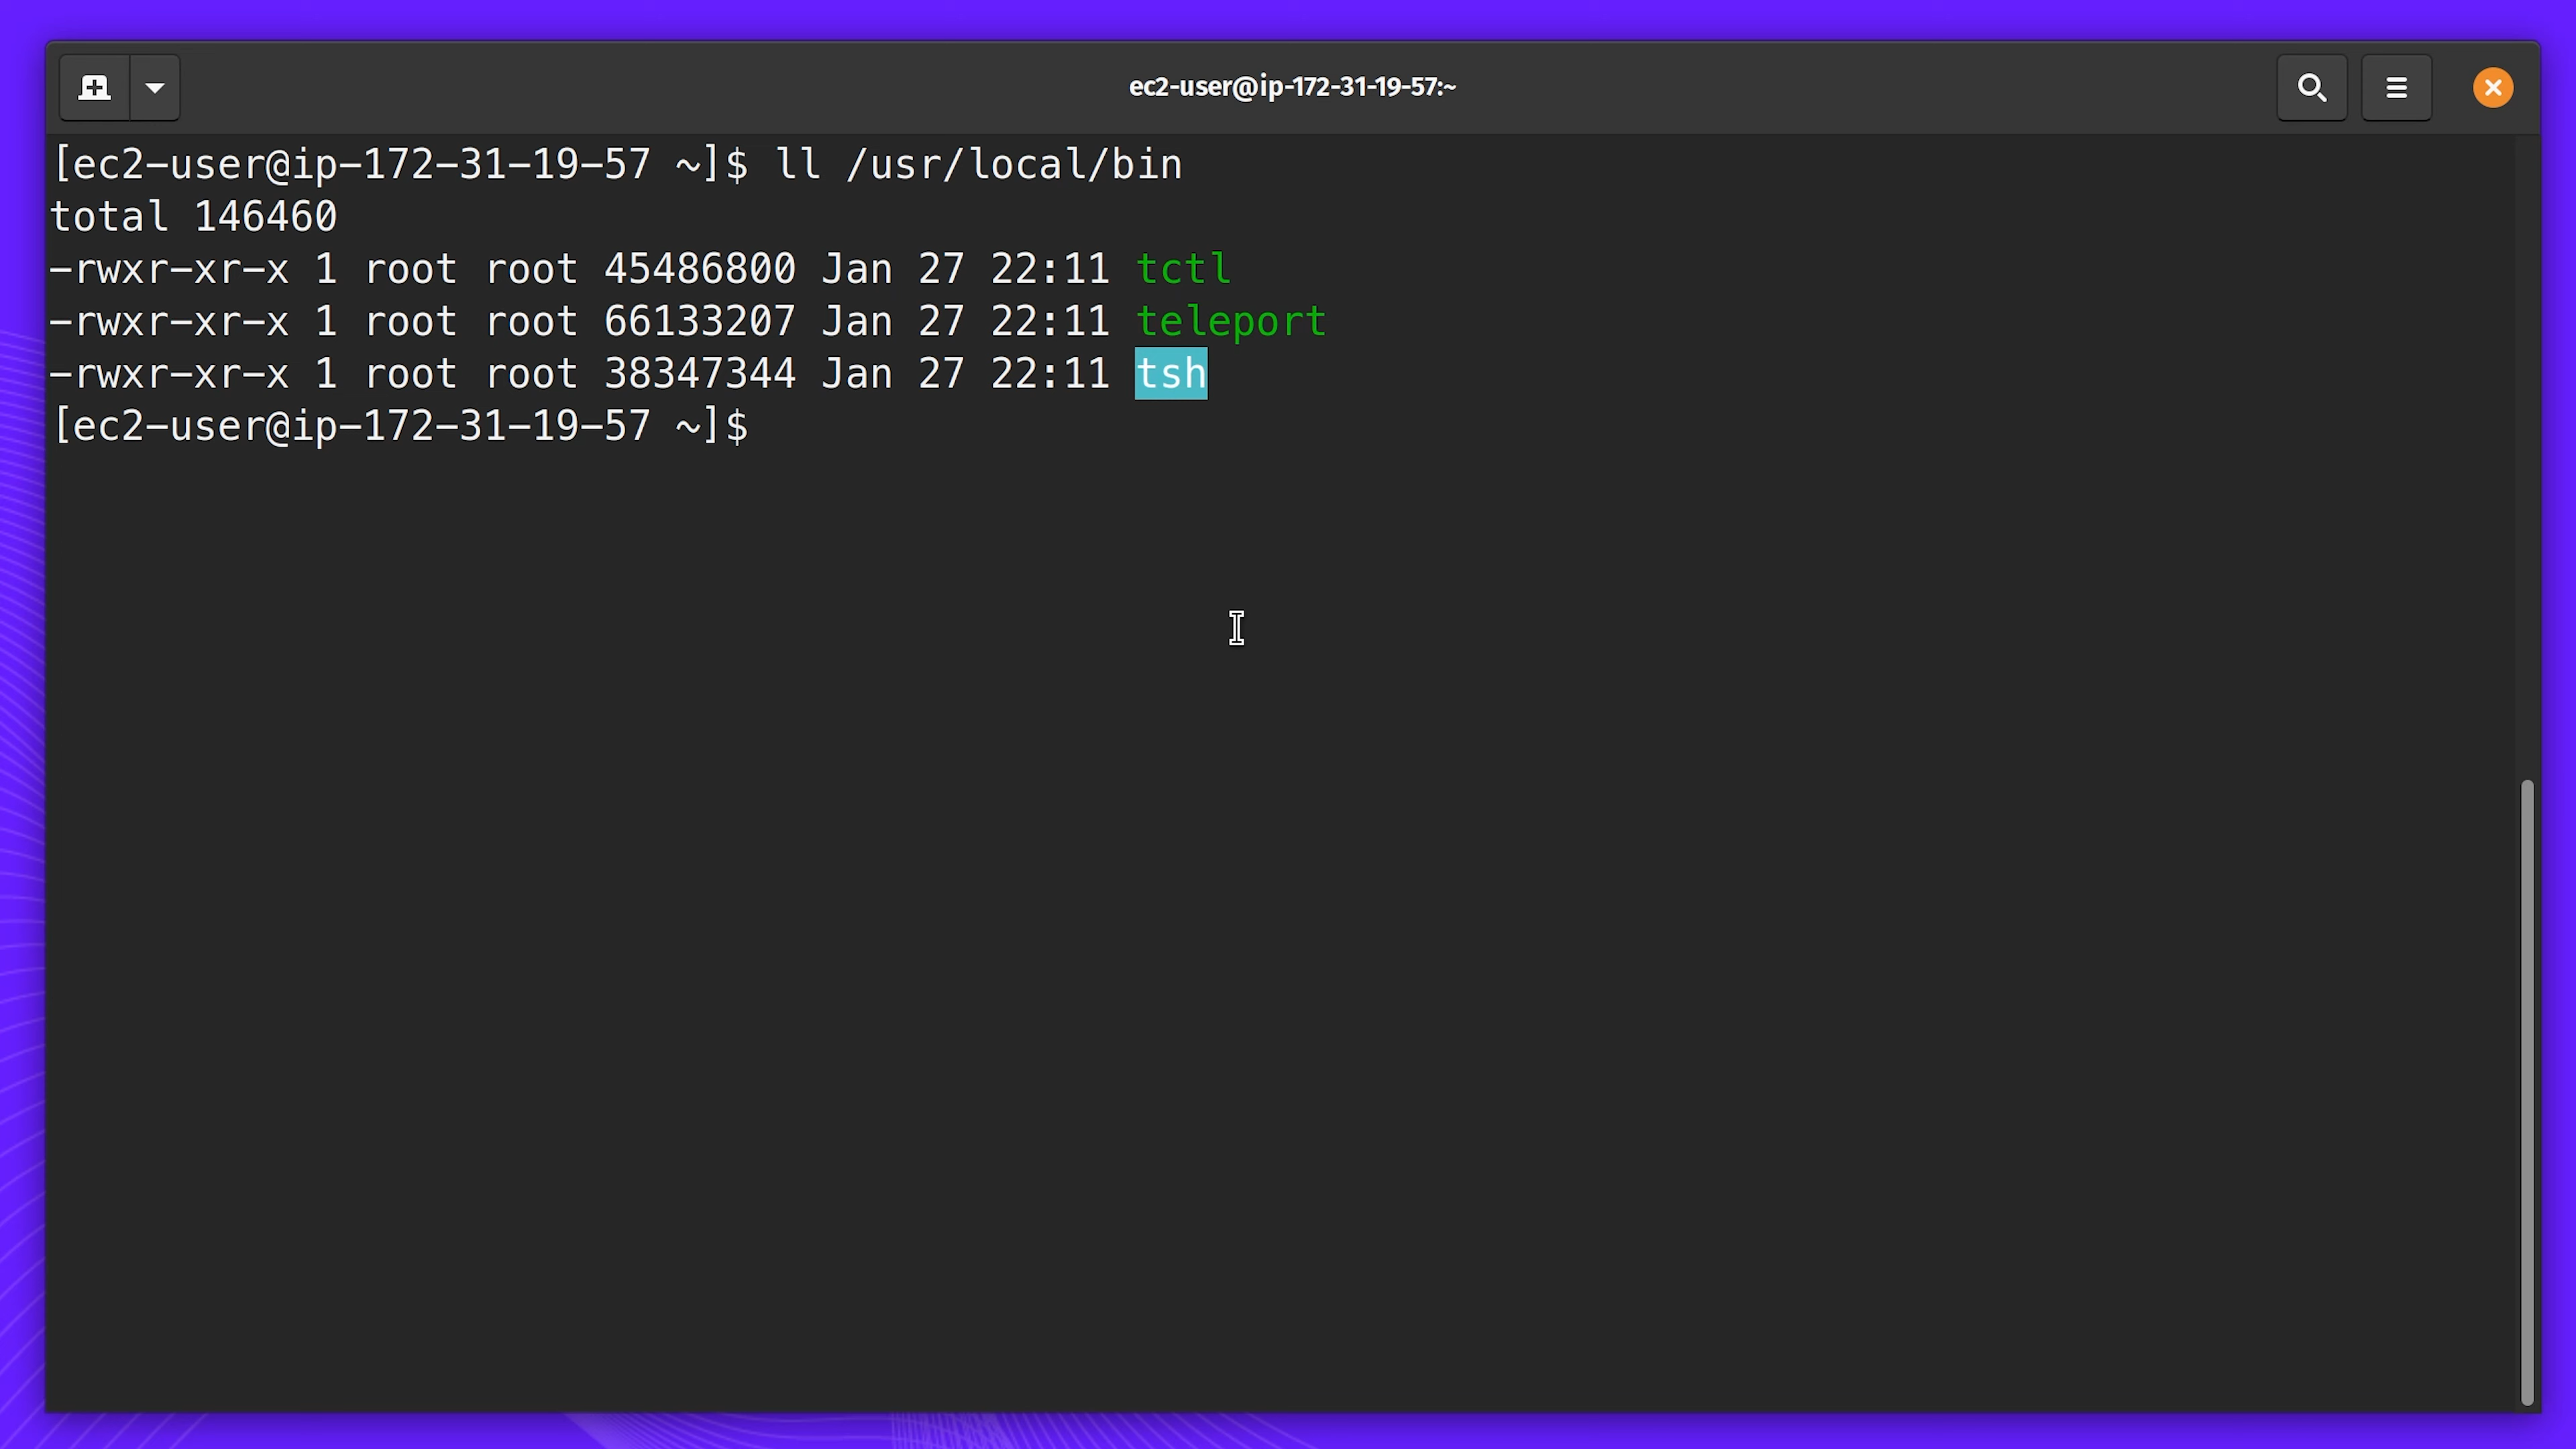 ec2-user@ip-172-31-19-57:~
[ec2-user@ip-172-31-19-57 ~]$ ll /usr/local/bin
total 146460
-rwxr-xr-x 1 root root 45486800 Jan 27 22:11 tctl
-rwxr-xr-x 1 root root 66133207 Jan 27 22:11 teleport
-rwxr-xr-x 1 root root 38347344 Jan 27 22:11 tsh
[ec2-user@ip-172-31-19-57 ~]$